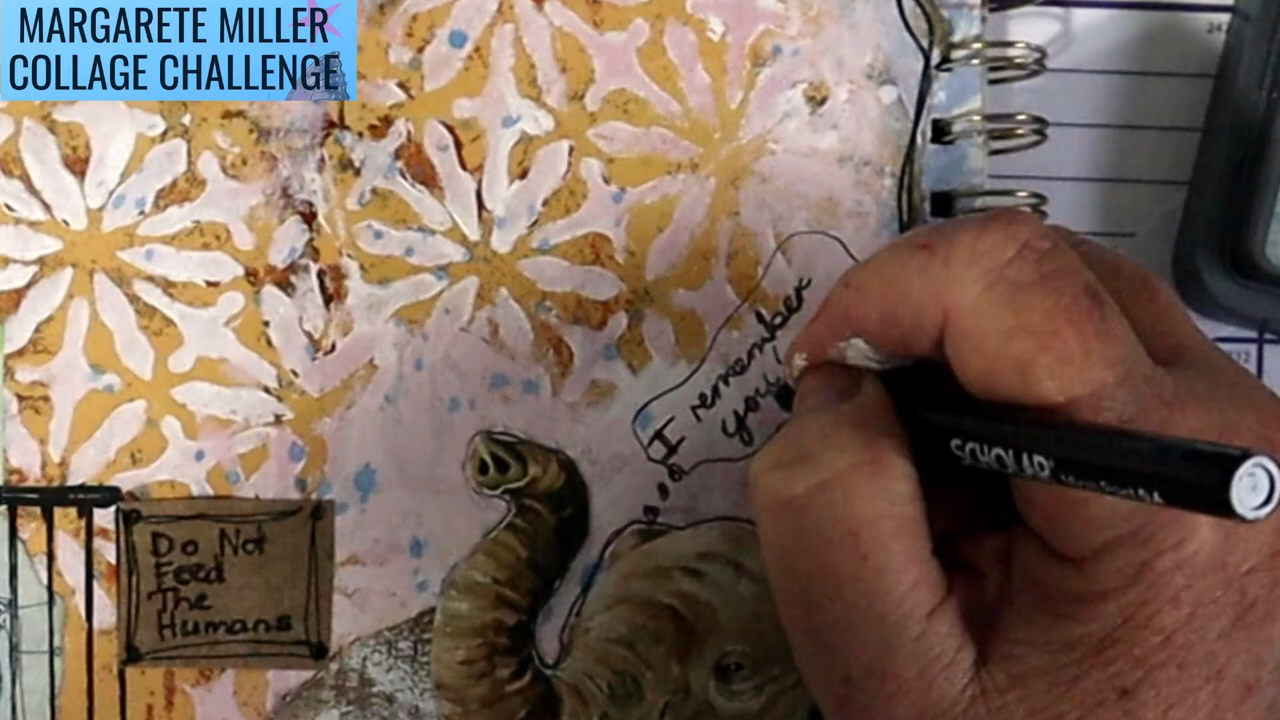 MARGARETE MILLER
COLLAGE CHALLENGE
I remember
you!
Do Not
Feed
The
Humans
SCHOLAR